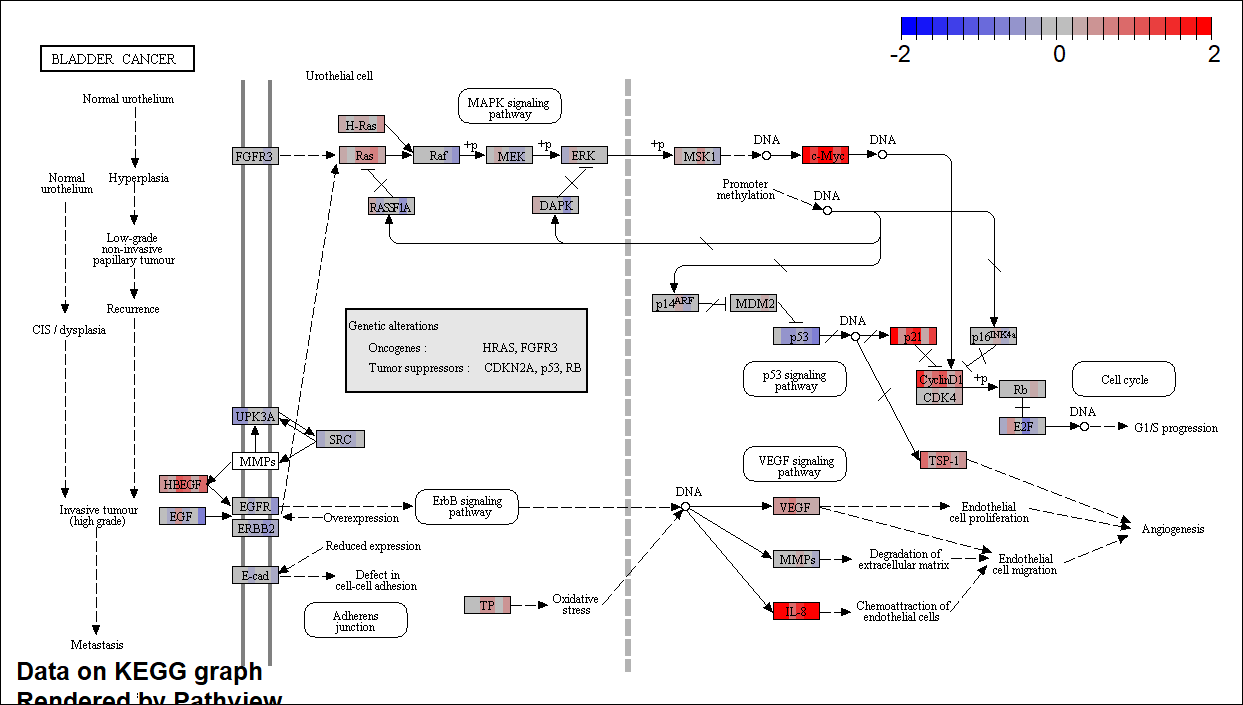 -2 0 2
BLADDER CANCER
Urothelial cell
Normal urothelium
Normal
urothelium
Hyperplasia
Low-grade
non-invasive
papillary tumour
Recurrence
CIS / dysplasia
Invasive tumour
(high grade)
Metastasis
MAPK signaling
pathway
H-Ras
FGFR3
Ras
Raf
+p
MEK
+p
ERK
+p
MSK1
DNA
c-Myc
DNA
RASSF1A
DAPK
Promoter
methylation
DNA
p14ARF
MDM2
p53
DNA
p21
p16INK4a
Genetic alterations
Oncogenes : HRAS, FGFR3
Tumor suppressors : CDKN2A, p53, RB
p53 signaling
pathway
CyclinD1
CDK4
+p
Rb
Cell cycle
E2F
DNA
G1/S progression
UPK3A
SRC
MMPs
HBEGF
EGF
EGFR
ERBB2
Overexpression
ErbB signaling
pathway
Reduced expression
E-cad
Defect in
cell-cell adhesion
Adherens
junction
TP
Oxidative
stress
VEGF signaling
pathway
TSP-1
DNA
VEGF
Endothelial
cell proliferation
Angiogenesis
MMPs
Degradation of
extracellular matrix
Endothelial
cell migration
IL-8
Chemoattraction of
endothelial cells
Data on KEGG graph
Rendered by Pathview